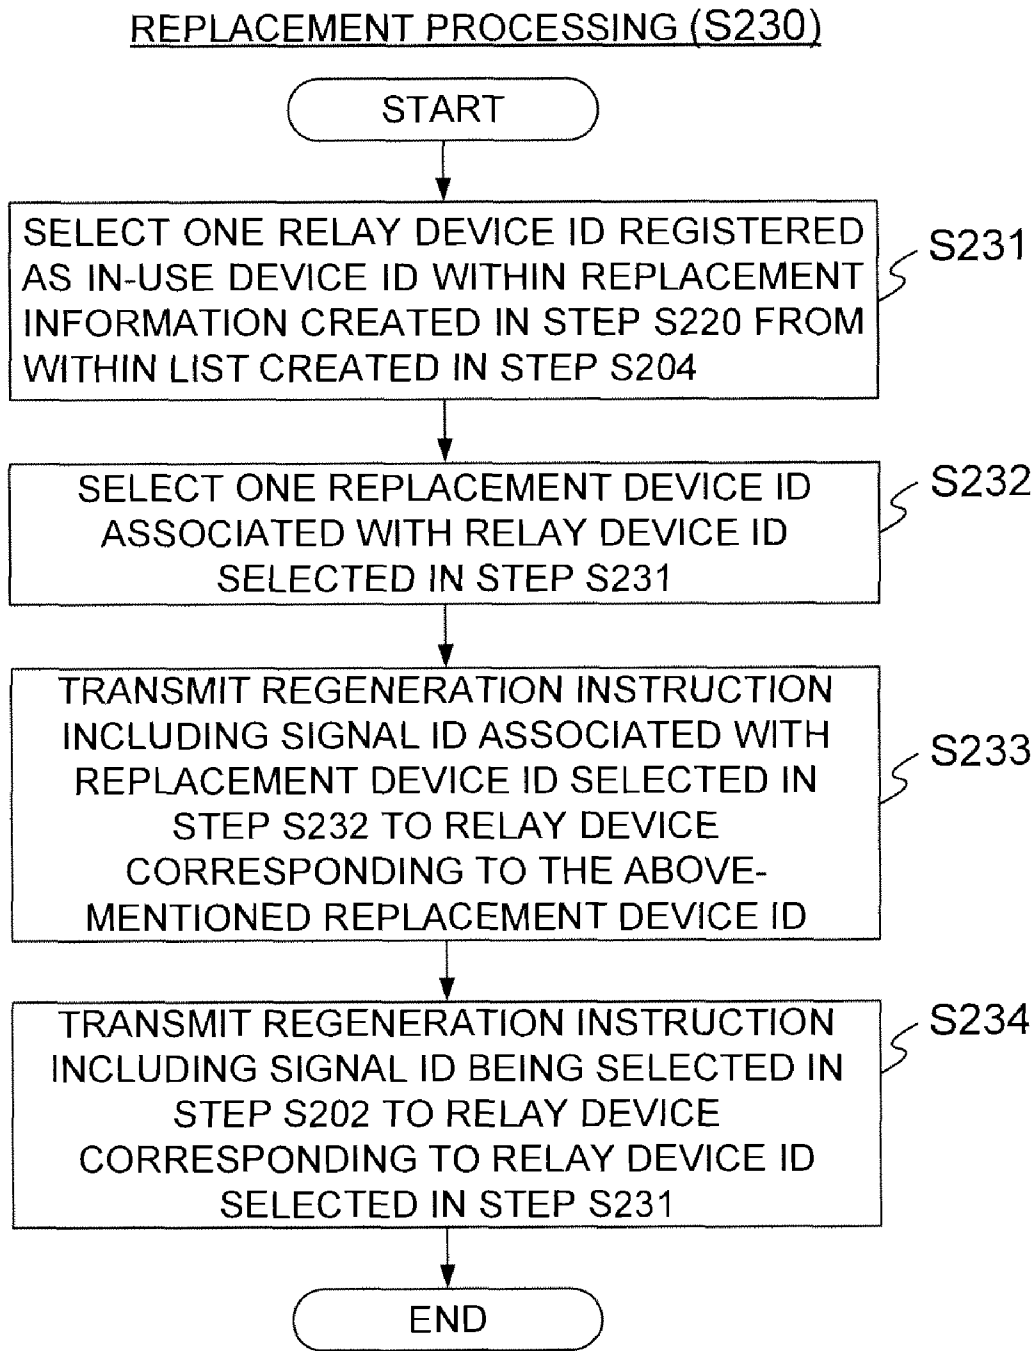 REPLACEMENT PROCESSING (S230)
START
SELECT ONE RELAY DEVICE ID REGISTERED
AS IN-USE DEVICE ID WITHIN REPLACEMENT
INFORMATION CREATED IN STEP S220 FROM
WITHIN LIST CREATED IN STEP S204
S231
SELECT ONE REPLACEMENT DEVICE ID
ASSOCIATED WITH RELAY DEVICE ID
SELECTED IN STEP S231
S232
TRANSMIT REGENERATION INSTRUCTION
INCLUDING SIGNAL ID ASSOCIATED WITH
REPLACEMENT DEVICE ID SELECTED IN
STEP S232 TO RELAY DEVICE
CORRESPONDING TO THE ABOVE-
MENTIONED REPLACEMENT DEVICE ID
S233
TRANSMIT REGENERATION INSTRUCTION
INCLUDING SIGNAL ID BEING SELECTED IN
STEP S202 TO RELAY DEVICE
CORRESPONDING TO RELAY DEVICE ID
SELECTED IN STEP S231
S234
END